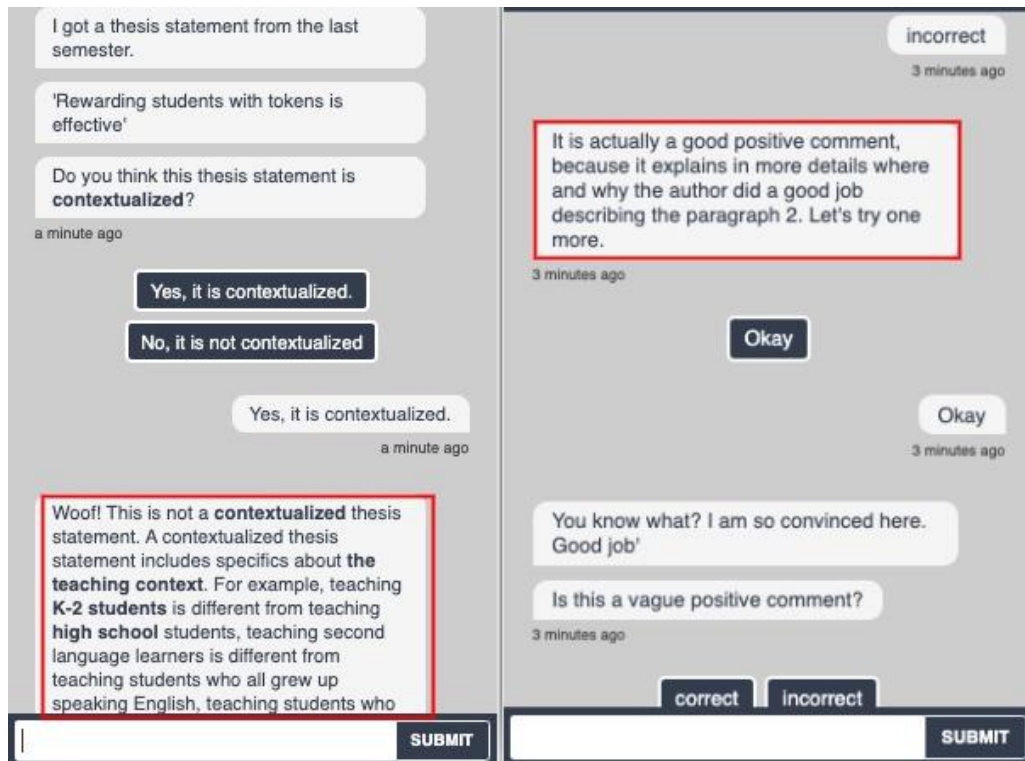 I got a thesis statement from the last
semester.
'Rewarding students with tokens is
effective'
Do you think this thesis statement is
contextualized?
a minute ago
Yes, it is contextualized.
No, it is not contextualized
Yes, it is contextualized.
a minute ago
Woof! This is not a contextualized thesis
statement. A contextualized thesis
statement includes specifics about the
teaching context. For example, teaching
K-2 students is different from teaching
high school students, teaching second
language learners is different from
teaching students who all grew up
speaking English, teaching students who
SUBMIT
incorrect
3 minutes ago
It is actually a good positive comment,
because it explains in more details where
and why the author did a good job
describing the paragraph 2. Let's try one
more.
3 minutes ago
Okay
Okay
3 minutes ago
You know what? I am so convinced here.
Good job'
Is this a vague positive comment?
3 minutes ago
correct incorrect
SUBMIT